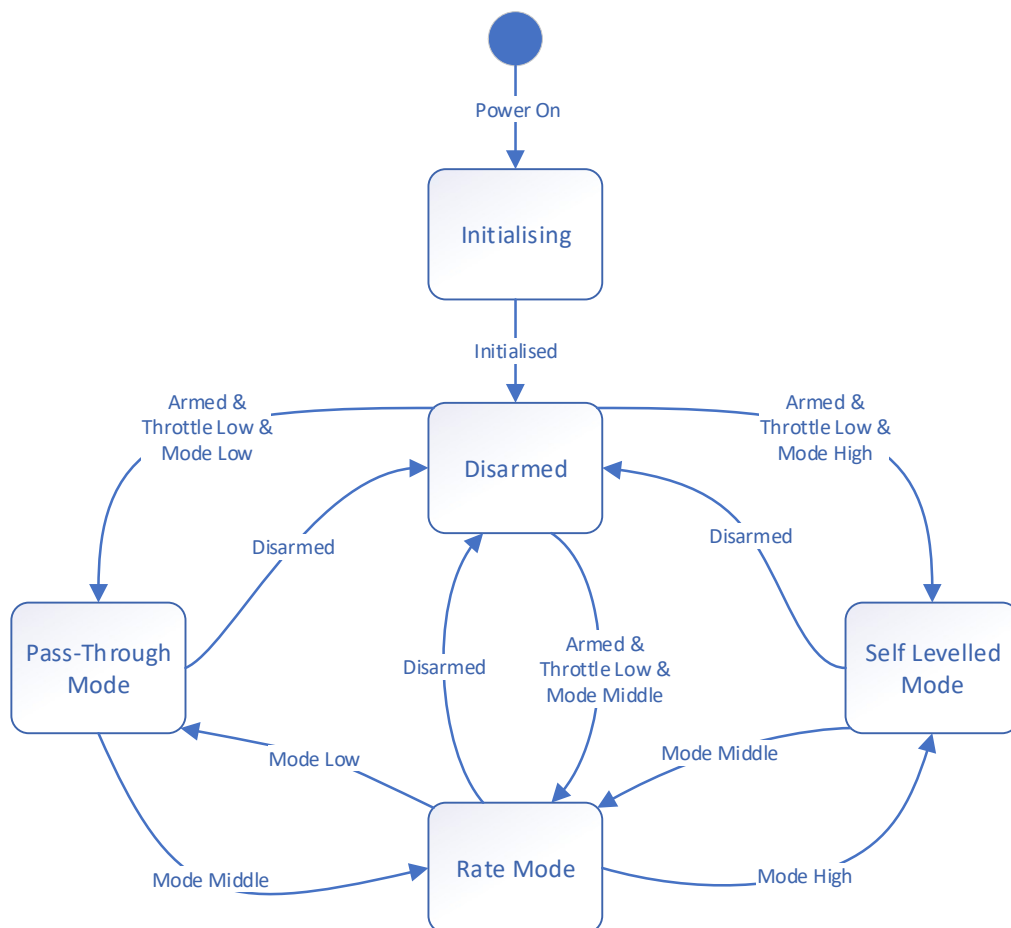 Power On
Initialising
Initialised
Armed &
Throttle Low &
Mode Low
Armed &
Throttle Low &
Mode High
Disarmed
Disarmed
Disarmed
Pass-Through
Mode
Disarmed
Armed &
Throttle Low &
Mode Middle
Self Levelled
Mode
Mode Low
Mode Middle
Rate Mode
Mode Middle
Mode High